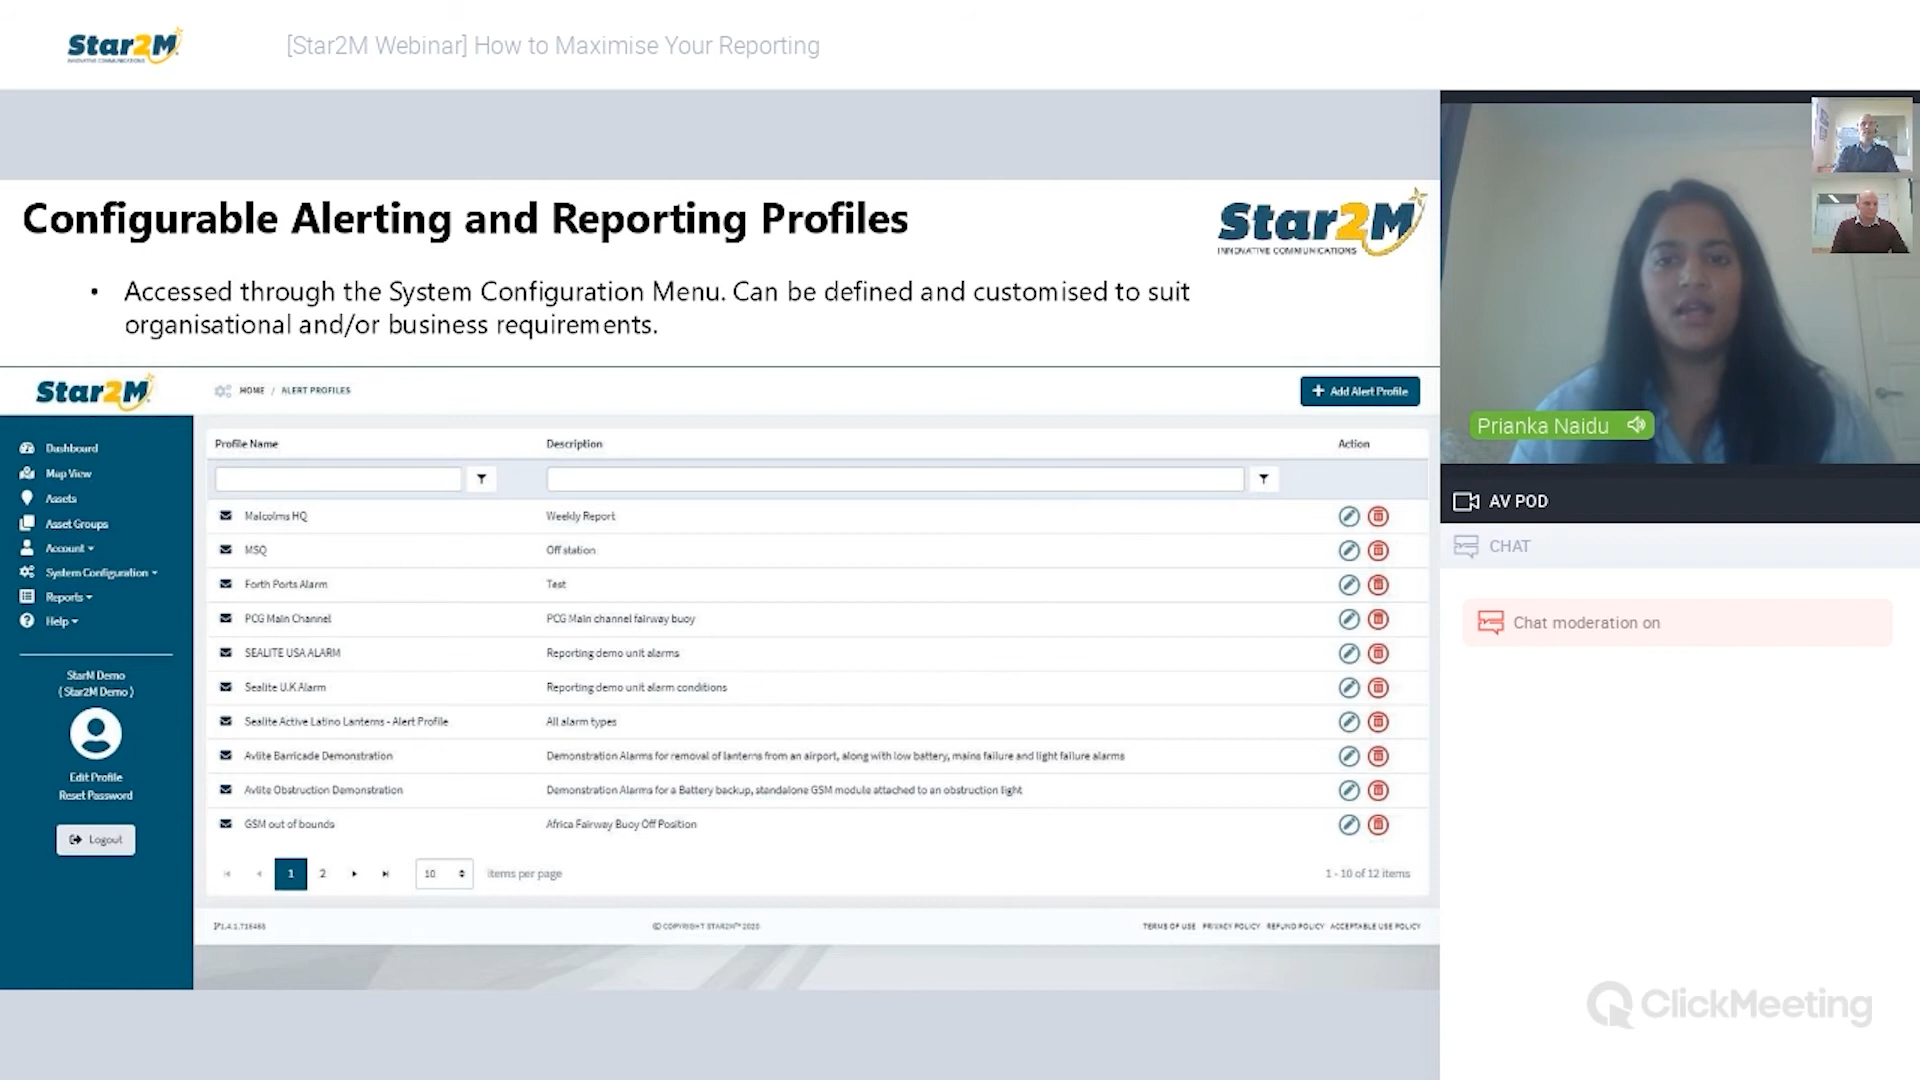 Star2M
INNOVATIVE COMMUNICATIONS
[Star2M Webinar] How to Maximise Your Reporting
Configurable Alerting and Reporting Profiles
Star2M
INNOVATIVE COMMUNICATIONS
• Accessed through the System Configuration Menu. Can be defined and customised to suit
organisational and/or business requirements.
Star2M
HOME / ALERT PROFILES
+ Add Alert Profile
Dashboard
Map View
Assets
Asset Groups
Account
System Configuration
Reports
Help
StarM Demo
(Star2M Demo)
Edit Profile
Reset Password
Logout
Profile Name Description Action
Malcolms HQ Weekly Report
MSQ Off station
Forth Ports Alarm Test
PCG Main Channel PCG Main channel fairway buoy
SEALITE USA ALARM Reporting demo unit alarms
Sealite U.K Alarm Reporting demo unit alarm conditions
Sealite Active Latino Lanterns - Alert Profile All alarm types
Avlite Barricade Demonstration Demonstration Alarms for removal of lanterns from an airport, along with low battery, mains failure and light failure alarms
Avlite Obstruction Demonstration Demonstration Alarms for a Battery backup, standalone GSM module attached to an obstruction light
GSM out of bounds Africa Fairway Buoy Off Position
1 2 10 items per page 1 - 10 of 12 items
© COPYRIGHT STAR2M™ 2020
TERMS OF USE PRIVACY POLICY REFUND POLICY ACCEPTABLE USE POLICY
Prianka Naidu
AV POD
CHAT
Chat moderation on
ClickMeeting